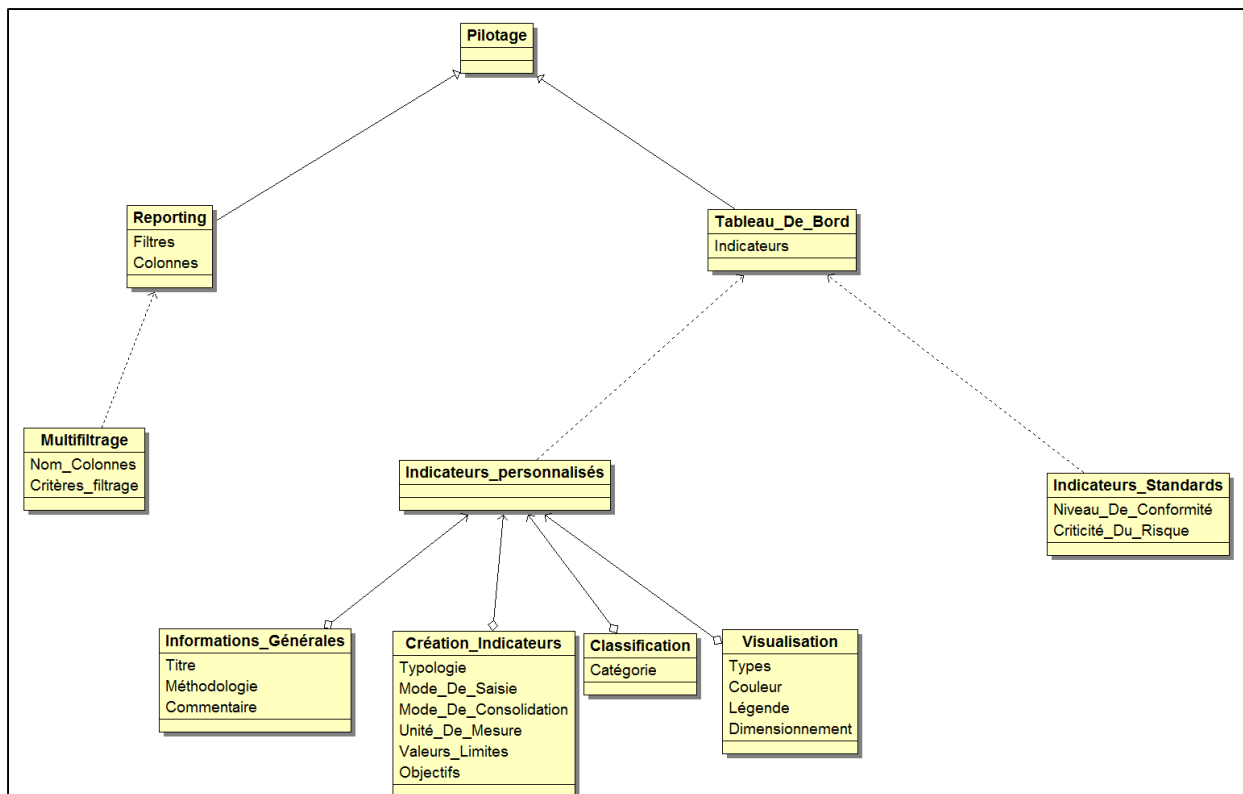 Pilotage
Reporting
Filtres
Colonnes
Tableau_De_Bord
Indicateurs
Multifiltrage
Nom_Colonnes
Critères_filtrage
Indicateurs_personnalisés
Indicateurs_Standards
Niveau_De_Conformité
Criticité_Du_Risque
Informations_Générales
Titre
Méthodologie
Commentaire
Création_Indicateurs
Typologie
Mode_De_Saisie
Mode_De_Consolidation
Unité_De_Mesure
Valeurs_Limites
Objectifs
Classification
Catégorie
Visualisation
Types
Couleur
Légende
Dimensionnement